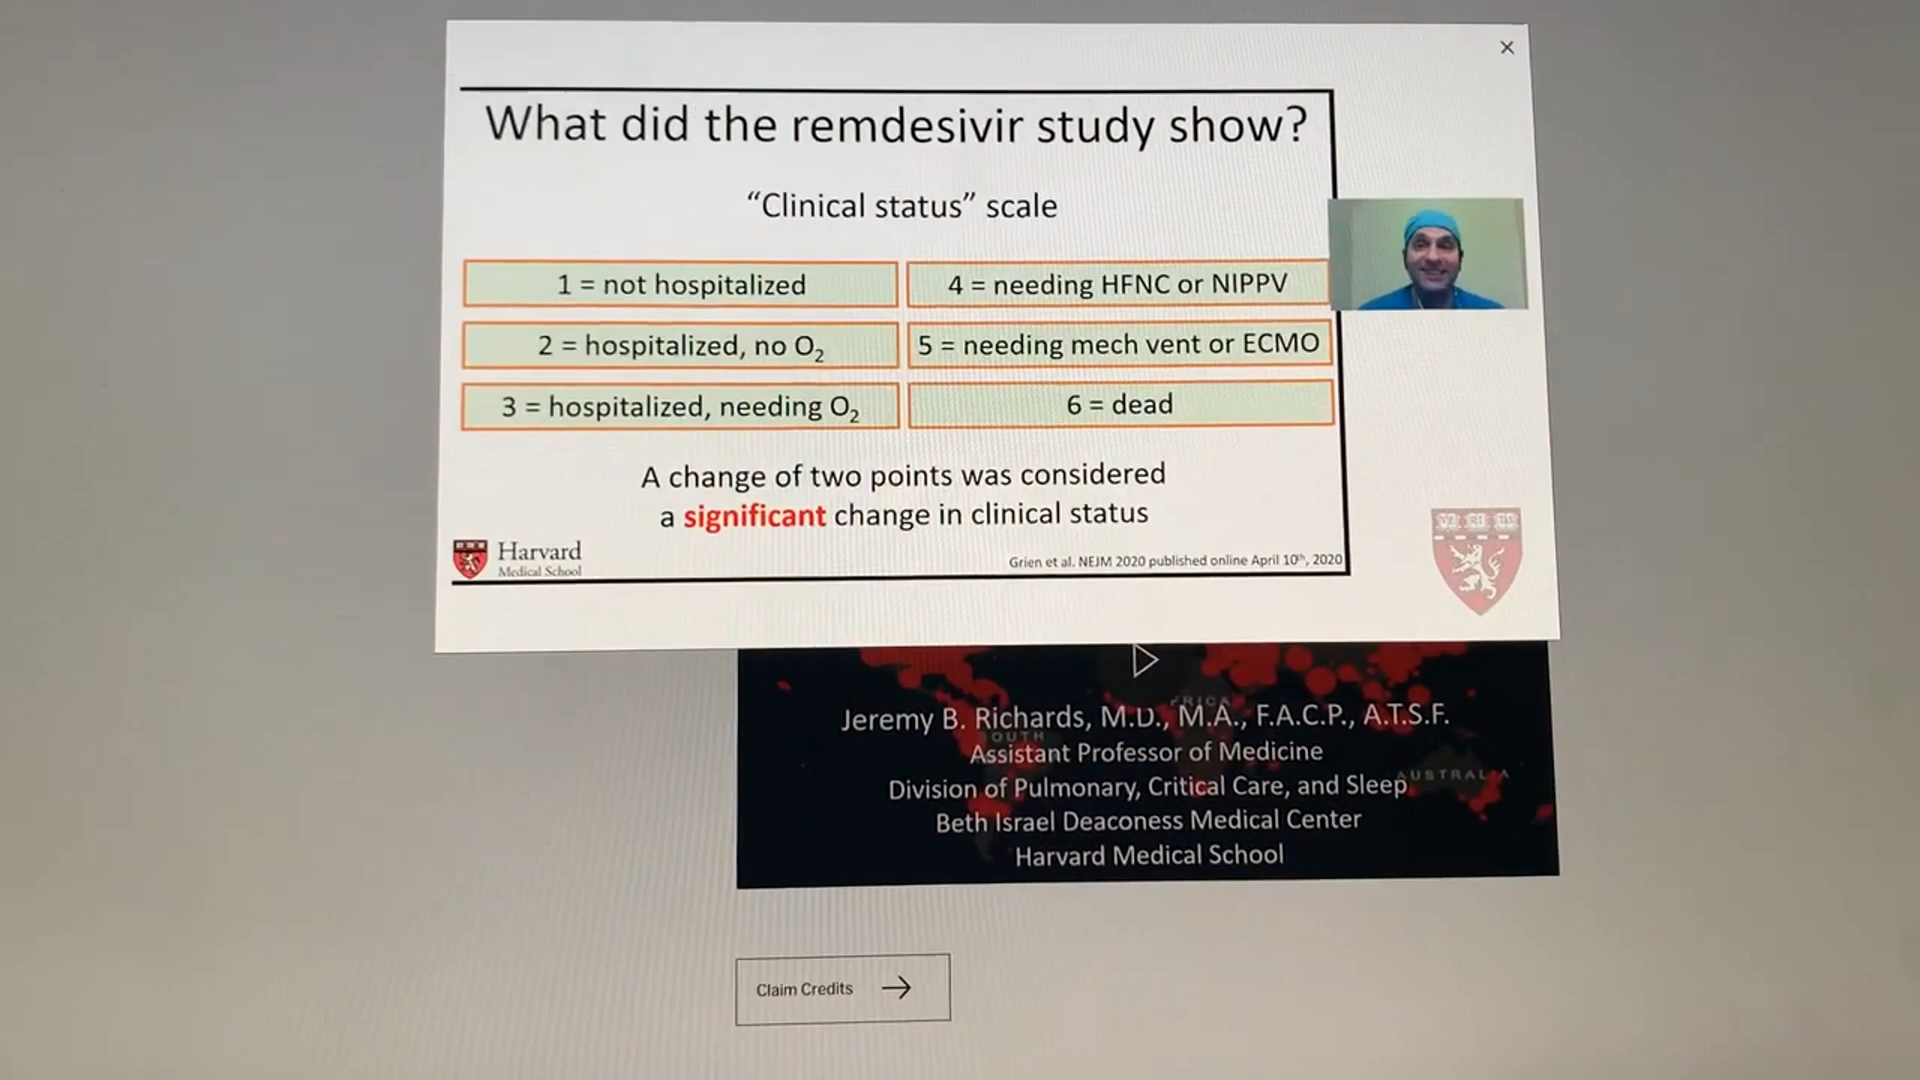 What did the remdesivir study show?
“Clinical status” scale
1 = not hospitalized
4 = needing HFNC or NIPPV
2 = hospitalized, no O₂
5 = needing mech vent or ECMO
3 = hospitalized, needing O₂
6 = dead
A change of two points was considered
a significant change in clinical status
Harvard
Medical School
Grien et al. NEJM 2020 published online April 10th, 2020
VE RI TAS
Jeremy B. Richards, M.D., M.A., F.A.C.P., A.T.S.F.
Assistant Professor of Medicine
Division of Pulmonary, Critical Care, and Sleep
AUSTRALIA
Beth Israel Deaconess Medical Center
Harvard Medical School
Claim Credits